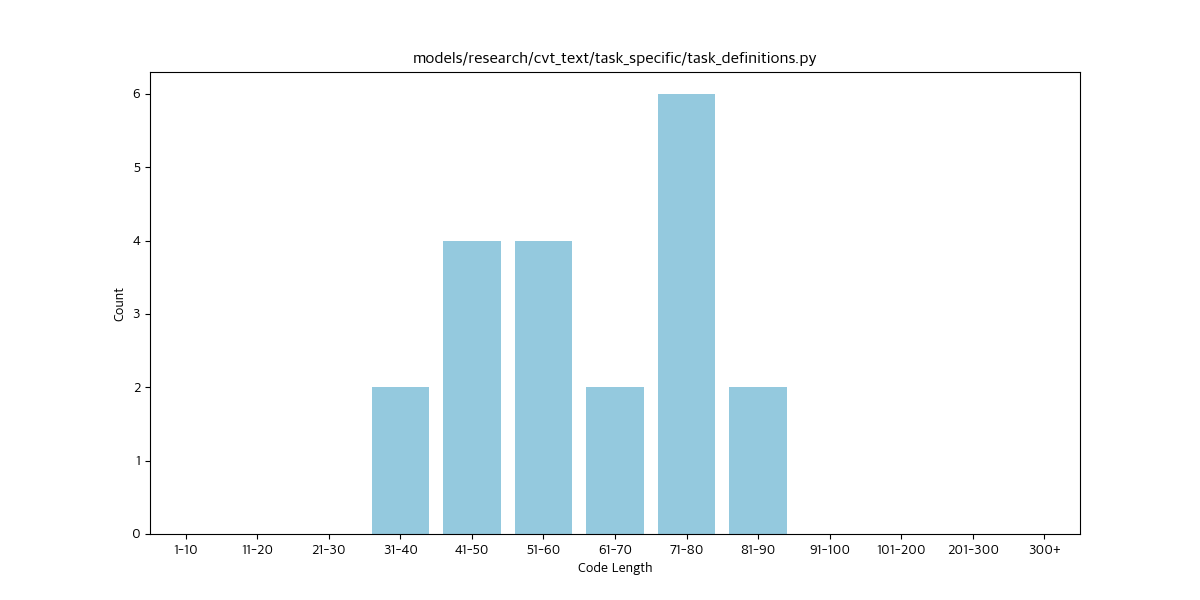 models/research/cvt_text/task_specific/task_definitions.py
6
5
4
3
2
1
0
Count
1-10 11-20 21-30 31-40 41-50 51-60 61-70 71-80 81-90 91-100 101-200 201-300 300+
Code Length